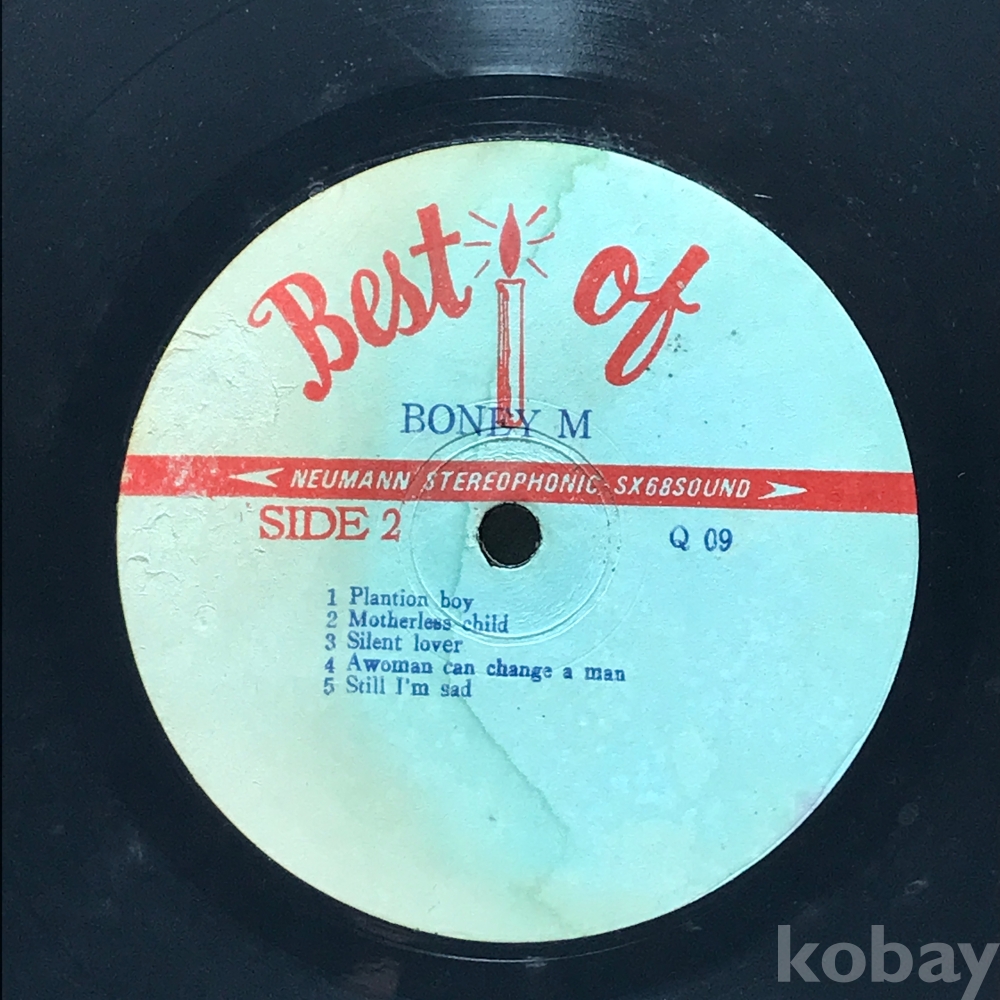 Best of
BONEY M
NEUMANN STEREOPHONIC-SX68SOUND
SIDE 2
Q 09
1 Plantion boy
2 Motherless child
3 Silent lover
4 Awoman can change a man
5 Still I'm sad
kobay